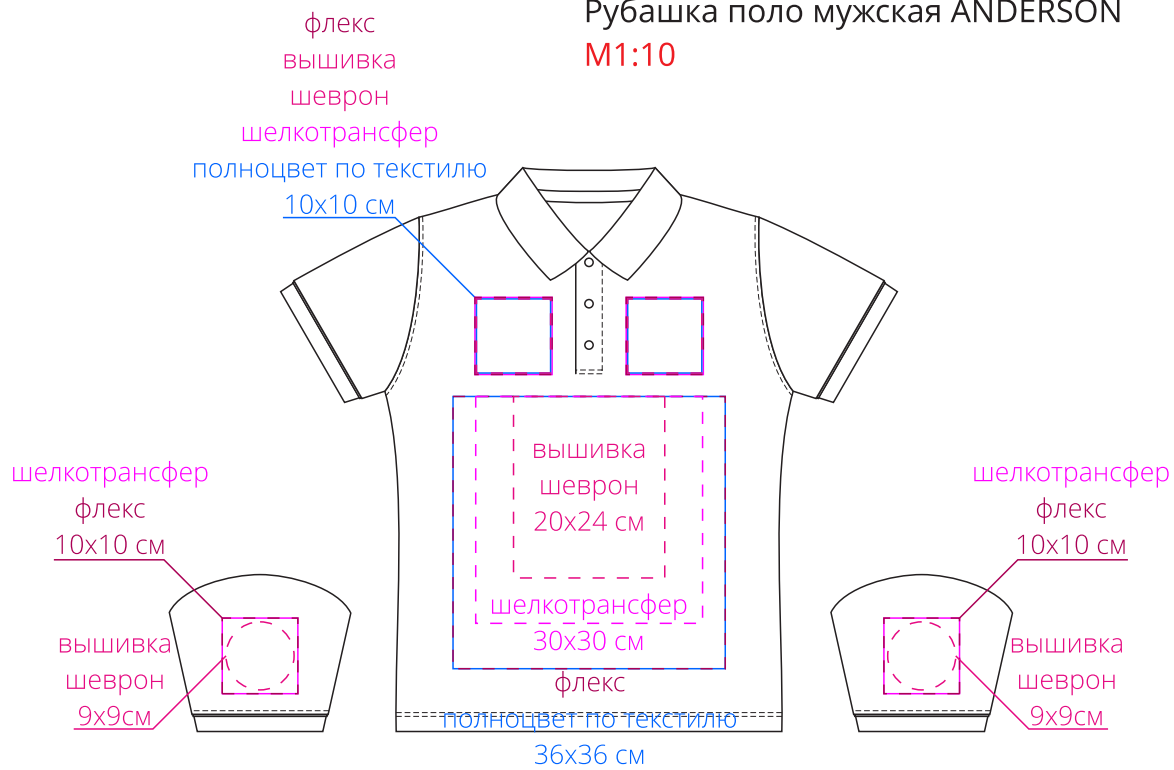 Рубашка поло мужская ANDERSON
М1:10
флекс
вышивка
шеврон
шелкотрансфер
полноцвет по текстилю
10х10 см
вышивка
шеврон
20х24 см
шелкотрансфер
30х30 см
флекс
полноцвет по текстилю
36х36 см
шелкотрансфер
флекс
10х10 см
вышивка
шеврон
9х9см
шелкотрансфер
флекс
10х10 см
вышивка
шеврон
9х9см